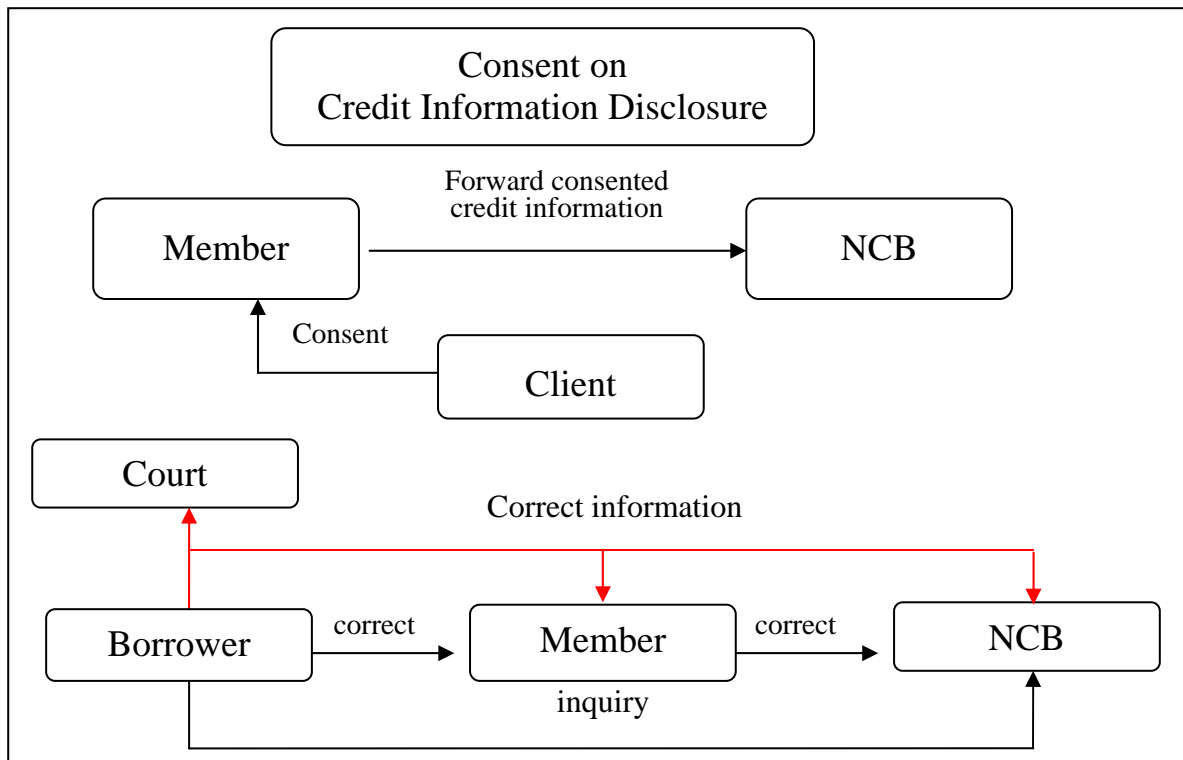 Consent on
Credit Information Disclosure
Forward consented
credit information
Member
NCB
Consent
Client
Court
Correct information
Borrower
correct
Member
correct
NCB
inquiry